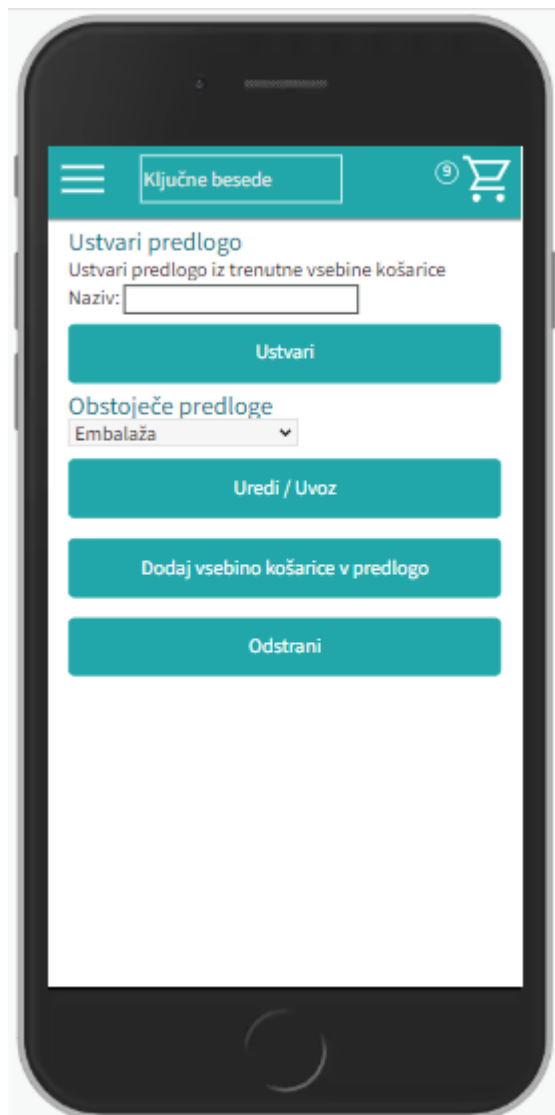 Ključne besede
9
Ustvari predlogo
Ustvari predlogo iz trenutne vsebine košarice
Naziv:
Ustvari
Obstoječe predloge
Embalaža
Uredi / Uvoz
Dodaj vsebino košarice v predlogo
Odstrani